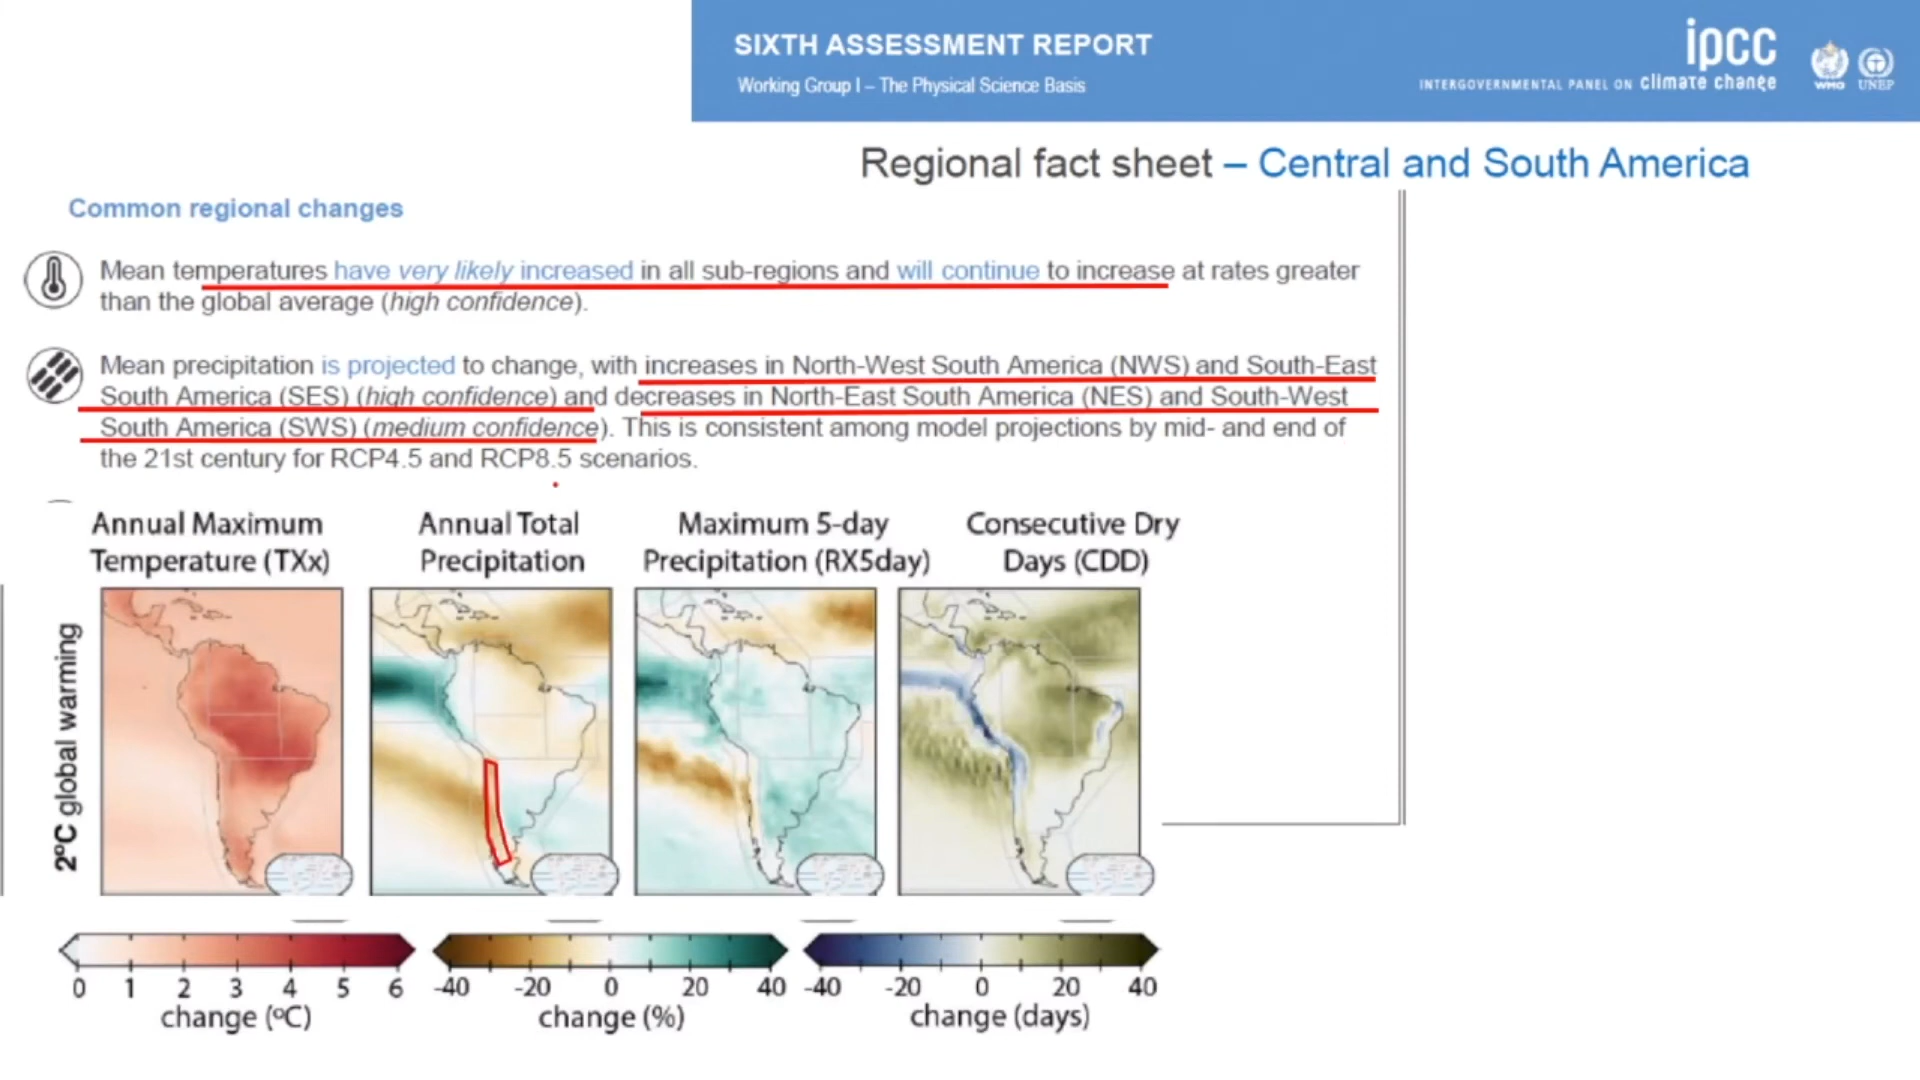 SIXTH ASSESSMENT REPORT
Working Group I – The Physical Science Basis
ipcc
INTERGOVERNMENTAL PANEL ON climate change
WMO
UNEP
Regional fact sheet – Central and South America
Common regional changes
Mean temperatures have very likely increased in all sub-regions and will continue to increase at rates greater
than the global average (high confidence).
Mean precipitation is projected to change, with increases in North-West South America (NWS) and South-East
South America (SES) (high confidence) and decreases in North-East South America (NES) and South-West
South America (SWS) (medium confidence). This is consistent among model projections by mid- and end of
the 21st century for RCP4.5 and RCP8.5 scenarios.
Annual Maximum
Temperature (TXx)
Annual Total
Precipitation
Maximum 5-day
Precipitation (RX5day)
Consecutive Dry
Days (CDD)
2ºC global warming
0 1 2 3 4 5 6
change (ºC)
-40 -20 0 20 40
change (%)
-40 -20 0 20 40
change (days)